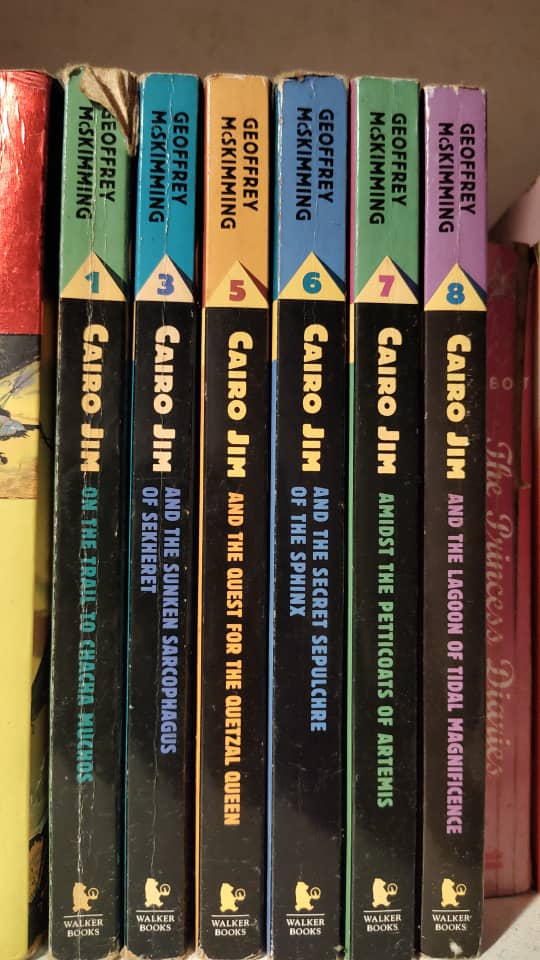 GEOFFREY
McSKIMMING
1
CAIRO JIM
ON THE TRAIL TO CHACHA MUCHOS
WALKER
BOOKS
GEOFFREY
McSKIMMING
3
CAIRO JIM
AND THE SUNKEN SARCOPHAGUS
OF SEKHERET
WALKER
BOOKS
GEOFFREY
McSKIMMING
5
CAIRO JIM
AND THE QUEST FOR THE QUETZAL QUEEN
WALKER
BOOKS
GEOFFREY
McSKIMMING
6
CAIRO JIM
AND THE SECRET SEPULCHRE
OF THE SPHINX
WALKER
BOOKS
GEOFFREY
McSKIMMING
7
CAIRO JIM
AMIDST THE PETTICOATS OF ARTEMIS
WALKER
BOOKS
GEOFFREY
McSKIMMING
8
CAIRO JIM
AND THE LAGOON OF TIDAL MAGNIFICENCE
WALKER
BOOKS
BOT
The Princess Diaries